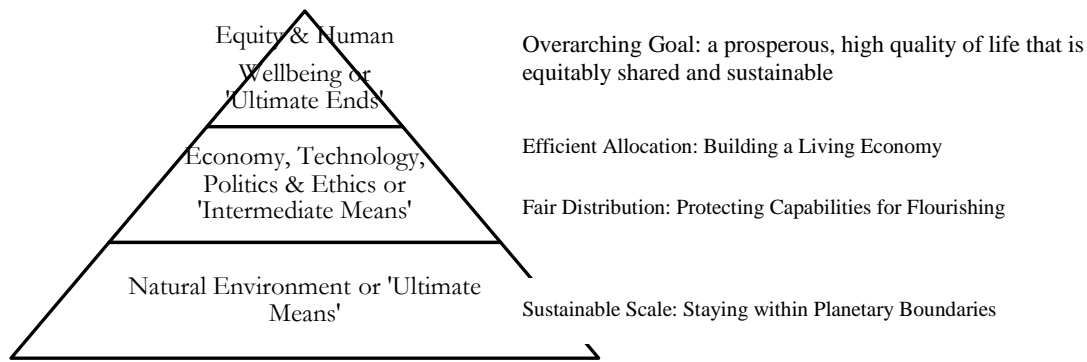 Equity & Human
Wellbeing or
'Ultimate Ends'
Overarching Goal: a prosperous, high quality of life that is
equitably shared and sustainable
Economy, Technology,
Politics & Ethics or
'Intermediate Means'
Efficient Allocation: Building a Living Economy
Fair Distribution: Protecting Capabilities for Flourishing
Natural Environment or 'Ultimate
Means'
Sustainable Scale: Staying within Planetary Boundaries